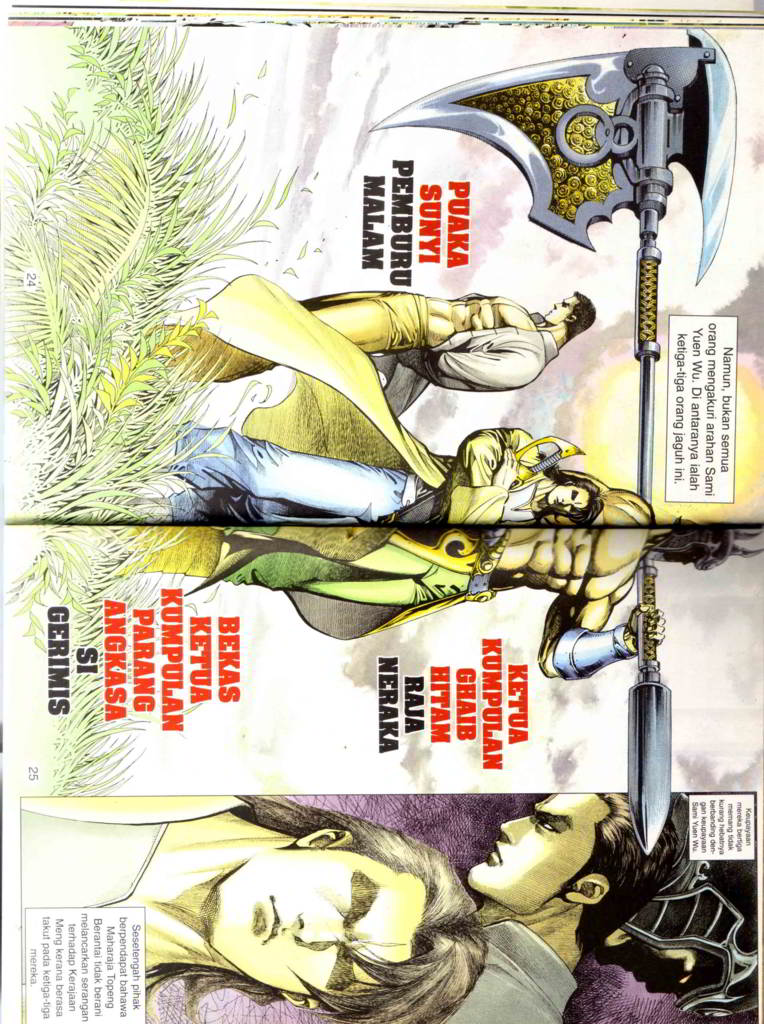 Namun, bukan semua
orang mengakuri arahan Sami
Yuen Wu. Di antaranya ialah
ketiga-tiga orang jaguh ini.
PUAKA
SUNYI
PEMBURU
MALAM
KETUA
KUMPULAN
GHAIB
HITAM
RAJA
NERAKA
BEKAS
KETUA
KUMPULAN
PARANG
ANGKASA
SI
GERIMIS
24
25
Keupayaan
mereka bertiga
memang tidak
kurang hebatnya
berbanding den-
gan keupayaan
Sami Yuen Wu.
Sesetengah pihak
berpendapat bahawa
Maharaja Topeng
Berantai tidak berani
melancarkan serangan
terhadap Kerajaan
Meng kerana berasa
takut pada ketiga-tiga
mereka.